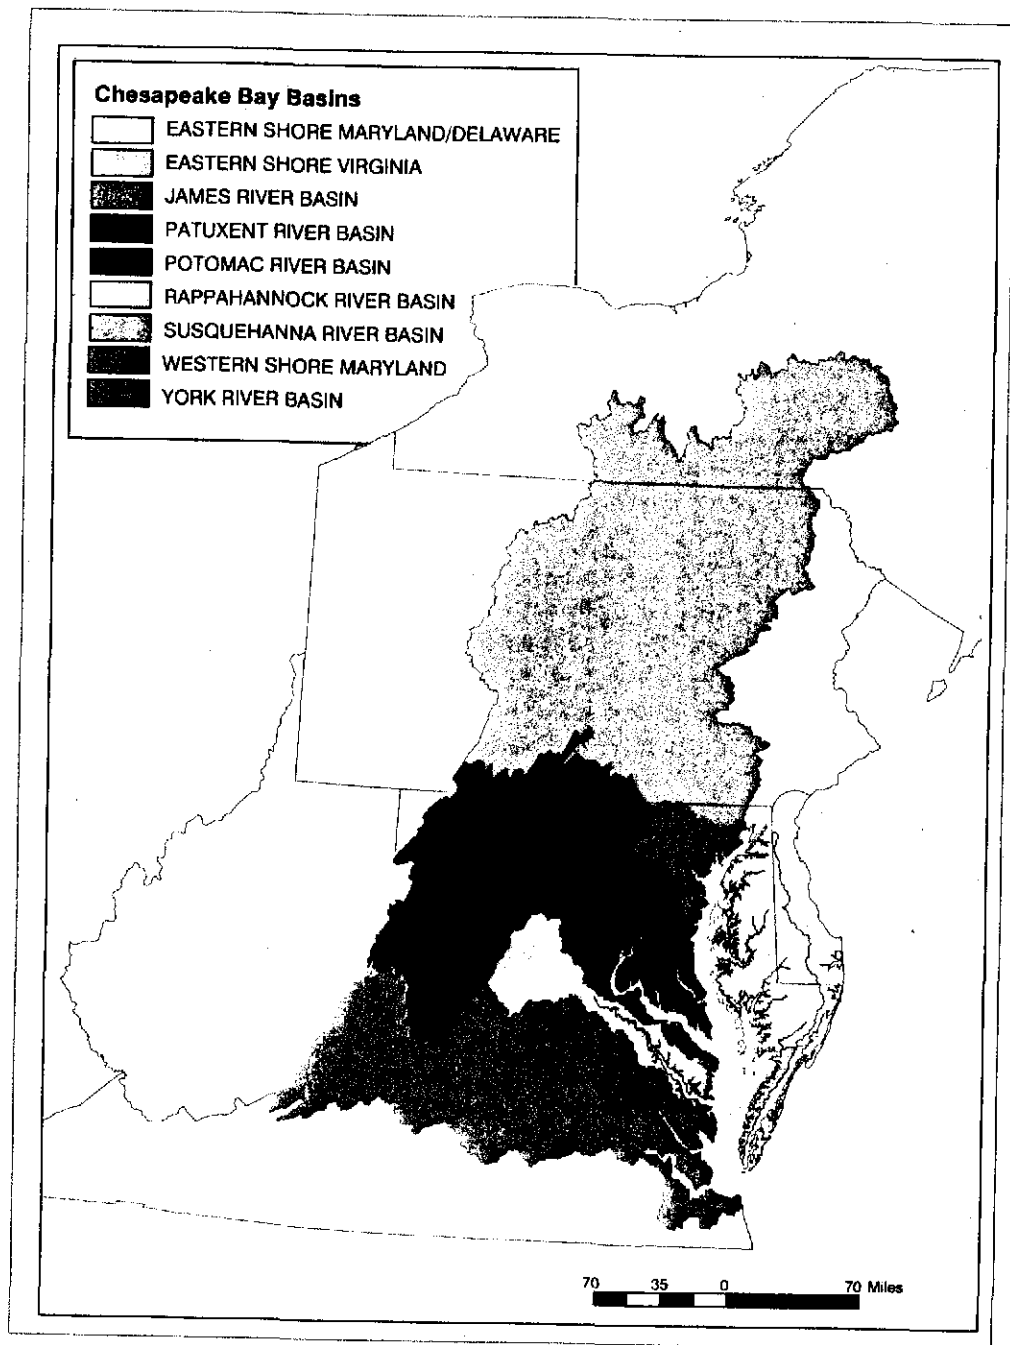 Chesapeake Bay Basins
EASTERN SHORE MARYLAND/DELAWARE
EASTERN SHORE VIRGINIA
JAMES RIVER BASIN
PATUXENT RIVER BASIN
POTOMAC RIVER BASIN
RAPPAHANNOCK RIVER BASIN
SUSQUEHANNA RIVER BASIN
WESTERN SHORE MARYLAND
YORK RIVER BASIN
70 35 0 70 Miles